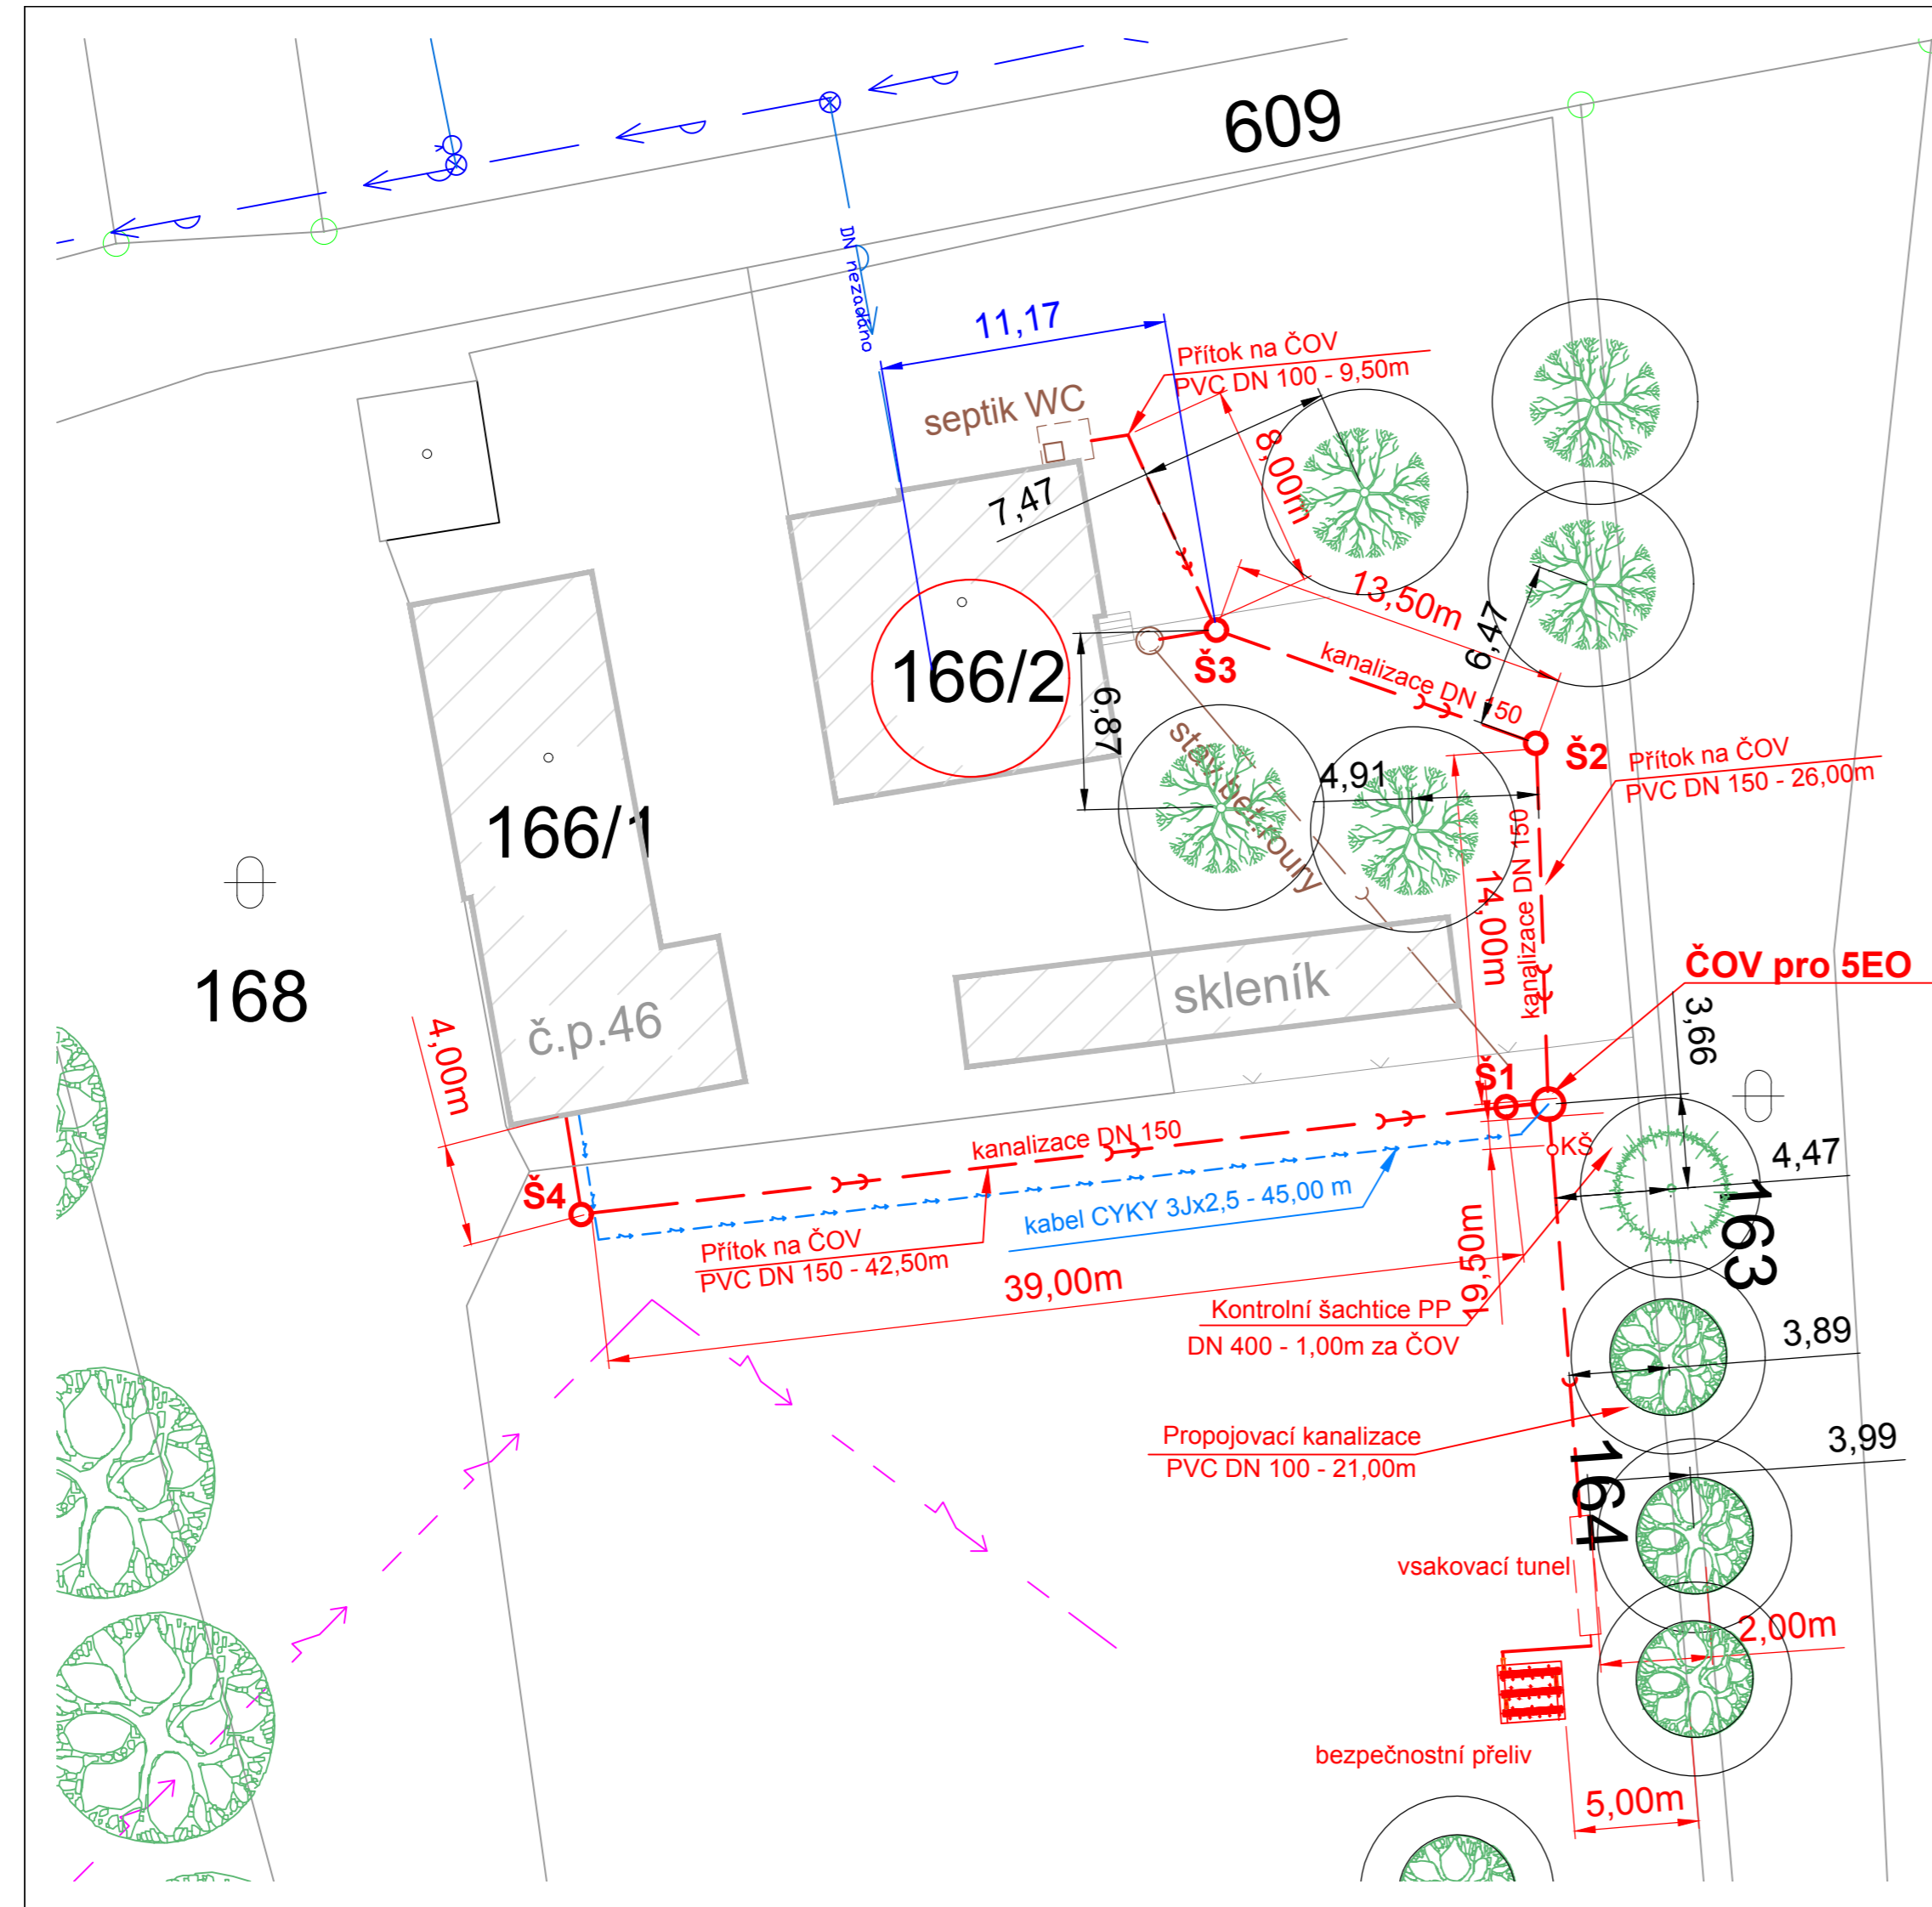 609
DN nezadáno
11,17
Přítok na ČOV
PVC DN 100 - 9,50m
septik WC
8,00m
7,47
13,50m
6,47
kanalizace DN 150
Š3
166/2
6,87
Š2
Přítok na ČOV
PVC DN 150 - 26,00m
stáv.bet.roury
4,91
166/1
14,00m
kanalizace DN 150
ČOV pro 5EO
168
skleník
č.p.46
3,66
4,00m
Š1
kanalizace DN 150
KŠ
4,47
163
Š4
kabel CYKY 3Jx2,5 - 45,00 m
Přítok na ČOV
PVC DN 150 - 42,50m
39,00m
19,50m
Kontrolní šachtice PP
DN 400 - 1,00m za ČOV
3,89
Propojovací kanalizace
PVC DN 100 - 21,00m
3,99
164
vsakovací tunel
2,00m
bezpečnostní přeliv
5,00m